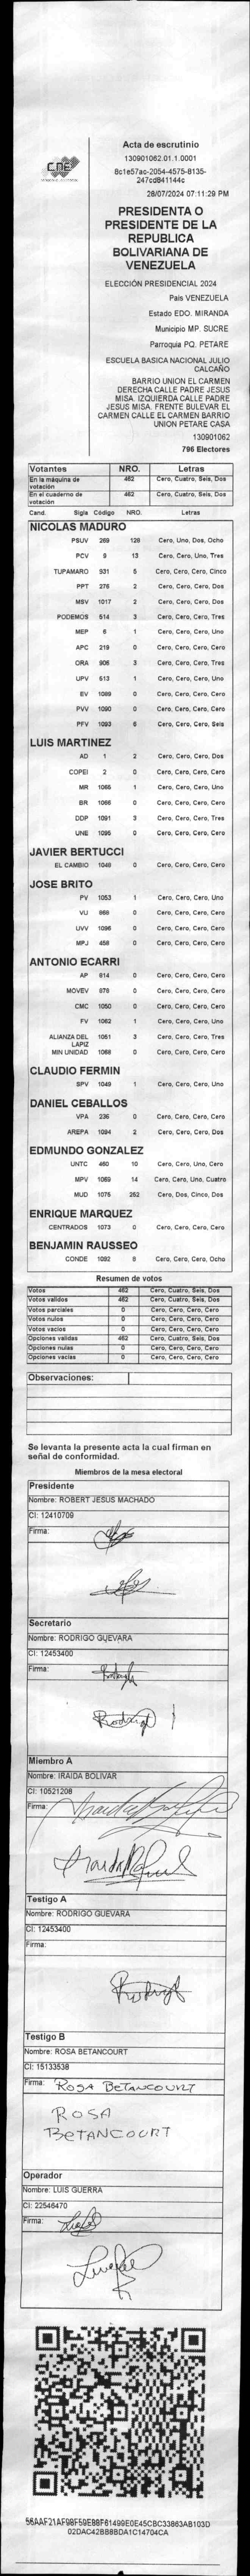 CNE
Acta de escrutinio
130901062.01.1.0001
8c1e57ac-2054-4575-8135-
247cd841144c
28/07/2024 07:11:29 PM
PRESIDENTA O
PRESIDENTE DE LA
REPUBLICA
BOLIVARIANA DE
VENEZUELA
ELECCIÓN PRESIDENCIAL 2024
País VENEZUELA
Estado EDO. MIRANDA
Municipio MP. SUCRE
Parroquia PQ. PETARE
ESCUELA BASICA NACIONAL JULIO
CALCAÑO
BARRIO UNION EL CARMEN
DERECHA CALLE PADRE JESUS
MISA. IZQUIERDA CALLE PADRE
JESUS MISA. FRENTE BULEVAR EL
CARMEN CALLE EL CARMEN BARRIO
UNION PETARE CASA
130901062
796 Electores
Votantes NRO. Letras
En la máquina de votación 462 Cero, Cuatro, Seis, Dos
En el cuaderno de votación 462 Cero, Cuatro, Seis, Dos
Cand. Sigla Código NRO. Letras
NICOLAS MADURO
PSUV 269 128 Cero, Uno, Dos, Ocho
PCV 9 13 Cero, Cero, Uno, Tres
TUPAMARO 931 5 Cero, Cero, Cero, Cinco
PPT 276 2 Cero, Cero, Cero, Dos
MSV 1017 2 Cero, Cero, Cero, Dos
PODEMOS 514 3 Cero, Cero, Cero, Tres
MEP 6 1 Cero, Cero, Cero, Uno
APC 219 0 Cero, Cero, Cero, Cero
ORA 906 3 Cero, Cero, Cero, Tres
UPV 613 1 Cero, Cero, Cero, Uno
EV 1089 0 Cero, Cero, Cero, Cero
PVV 1090 0 Cero, Cero, Cero, Cero
PFV 1093 6 Cero, Cero, Cero, Seis
LUIS MARTINEZ
AD 1 2 Cero, Cero, Cero, Dos
COPEI 2 0 Cero, Cero, Cero, Cero
MR 1065 1 Cero, Cero, Cero, Uno
BR 1066 0 Cero, Cero, Cero, Cero
DDP 1091 3 Cero, Cero, Cero, Tres
UNE 1095 0 Cero, Cero, Cero, Cero
JAVIER BERTUCCI
EL CAMBIO 1048 0 Cero, Cero, Cero, Cero
JOSE BRITO
PV 1053 1 Cero, Cero, Cero, Uno
VU 868 0 Cero, Cero, Cero, Cero
UVV 1096 0 Cero, Cero, Cero, Cero
MPJ 458 0 Cero, Cero, Cero, Cero
ANTONIO ECARRI
AP 814 0 Cero, Cero, Cero, Cero
MOVEV 878 0 Cero, Cero, Cero, Cero
CMC 1050 0 Cero, Cero, Cero, Cero
FV 1062 1 Cero, Cero, Cero, Uno
ALIANZA DEL LAPIZ 1051 3 Cero, Cero, Cero, Tres
MIN UNIDAD 1068 0 Cero, Cero, Cero, Cero
CLAUDIO FERMIN
SPV 1049 1 Cero, Cero, Cero, Uno
DANIEL CEBALLOS
VPA 236 0 Cero, Cero, Cero, Cero
AREPA 1094 2 Cero, Cero, Cero, Dos
EDMUNDO GONZALEZ
UNTC 460 10 Cero, Cero, Uno, Cero
MPV 1069 14 Cero, Cero, Uno, Cuatro
MUD 1075 252 Cero, Dos, Cinco, Dos
ENRIQUE MARQUEZ
CENTRADOS 1073 0 Cero, Cero, Cero, Cero
BENJAMIN RAUSSEO
CONDE 1092 8 Cero, Cero, Cero, Ocho
Resumen de votos
Votos 462 Cero, Cuatro, Seis, Dos
Votos validos 462 Cero, Cuatro, Seis, Dos
Votos parciales 0 Cero, Cero, Cero, Cero
Votos nulos 0 Cero, Cero, Cero, Cero
Votos vacios 0 Cero, Cero, Cero, Cero
Opciones validas 462 Cero, Cuatro, Seis, Dos
Opciones nulas 0 Cero, Cero, Cero, Cero
Opciones vacias 0 Cero, Cero, Cero, Cero
Observaciones:
Se levanta la presente acta la cual firman en
señal de conformidad.
Miembros de la mesa electoral
Presidente
Nombre: ROBERT JESUS MACHADO
CI: 12410709
Firma:
Secretario
Nombre: RODRIGO GUEVARA
CI: 12453400
Firma: Rodrigo
Rodrigo
Miembro A
Nombre: IRAIDA BOLIVAR
CI: 10521208
Firma:
Testigo A
Nombre: RODRIGO GUEVARA
CI: 12453400
Firma:
Rodrigo
Testigo B
Nombre: ROSA BETANCOURT
CI: 15133538
Firma: ROSA BETANCOURT
ROSA
BETANCOURT
Operador
Nombre: LUIS GUERRA
CI: 22546470
Firma:
02DAC42BB8BDA1C14704CA